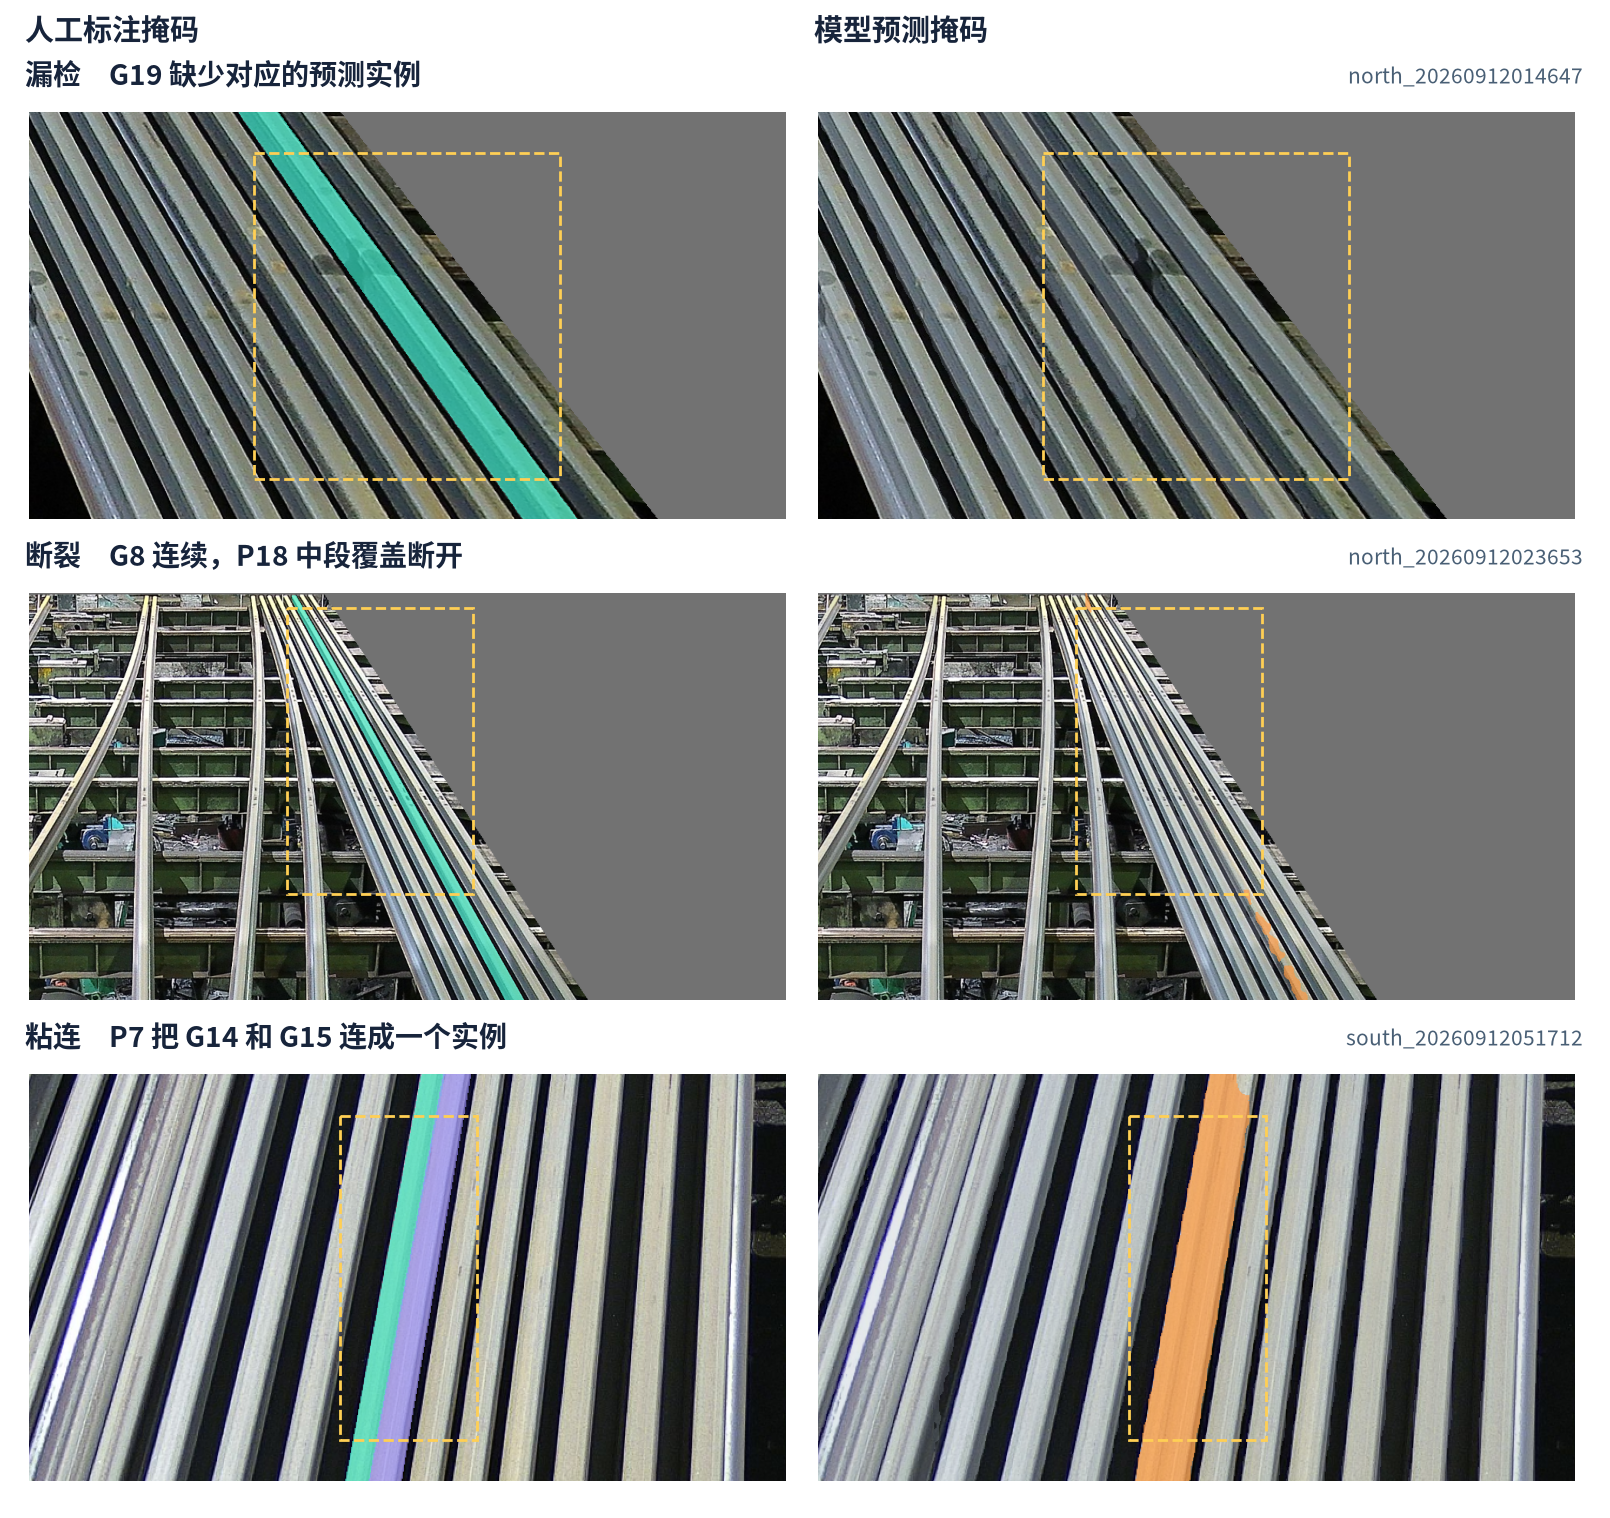 人工标注掩码
模型预测掩码
漏检 G19 缺少对应的预测实例
north_20260912014647
断裂 G8 连续，P18 中段覆盖断开
north_20260912023653
粘连 P7 把 G14 和 G15 连成一个实例
south_20260912051712